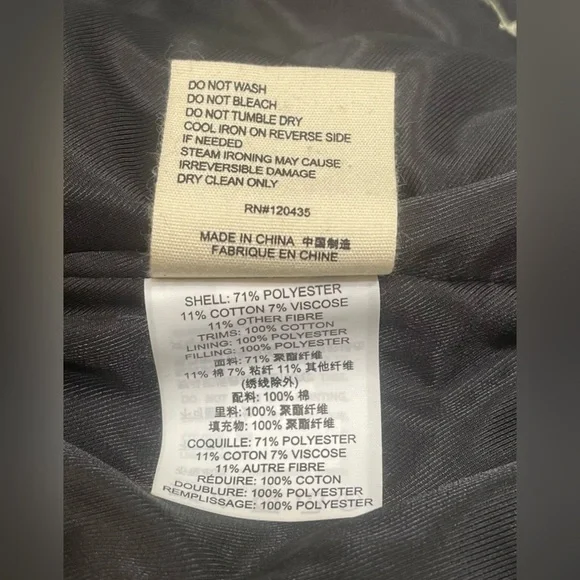 DO NOT WASH
DO NOT BLEACH
DO NOT TUMBLE DRY
COOL IRON ON REVERSE SIDE
IF NEEDED
STEAM IRONING MAY CAUSE
IRREVERSIBLE DAMAGE
DRY CLEAN ONLY
RN#120435
MADE IN CHINA 中国制造
FABRIQUE EN CHINE
SHELL: 71% POLYESTER
11% COTTON 7% VISCOSE
11% OTHER FIBRE
TRIMS: 100% COTTON
LINING: 100% POLYESTER
FILLING: 100% POLYESTER
面料: 71% 聚酯纤维
11% 棉 7% 粘纤 11% 其他纤维
(绣线除外)
配料: 100% 棉
里料: 100% 聚酯纤维
填充物: 100% 聚酯纤维
COQUILLE: 71% POLYESTER
11% COTON 7% VISCOSE
11% AUTRE FIBRE
RÉDUIRE: 100% COTON
DOUBLURE: 100% POLYESTER
REMPLISSAGE: 100% POLYESTER